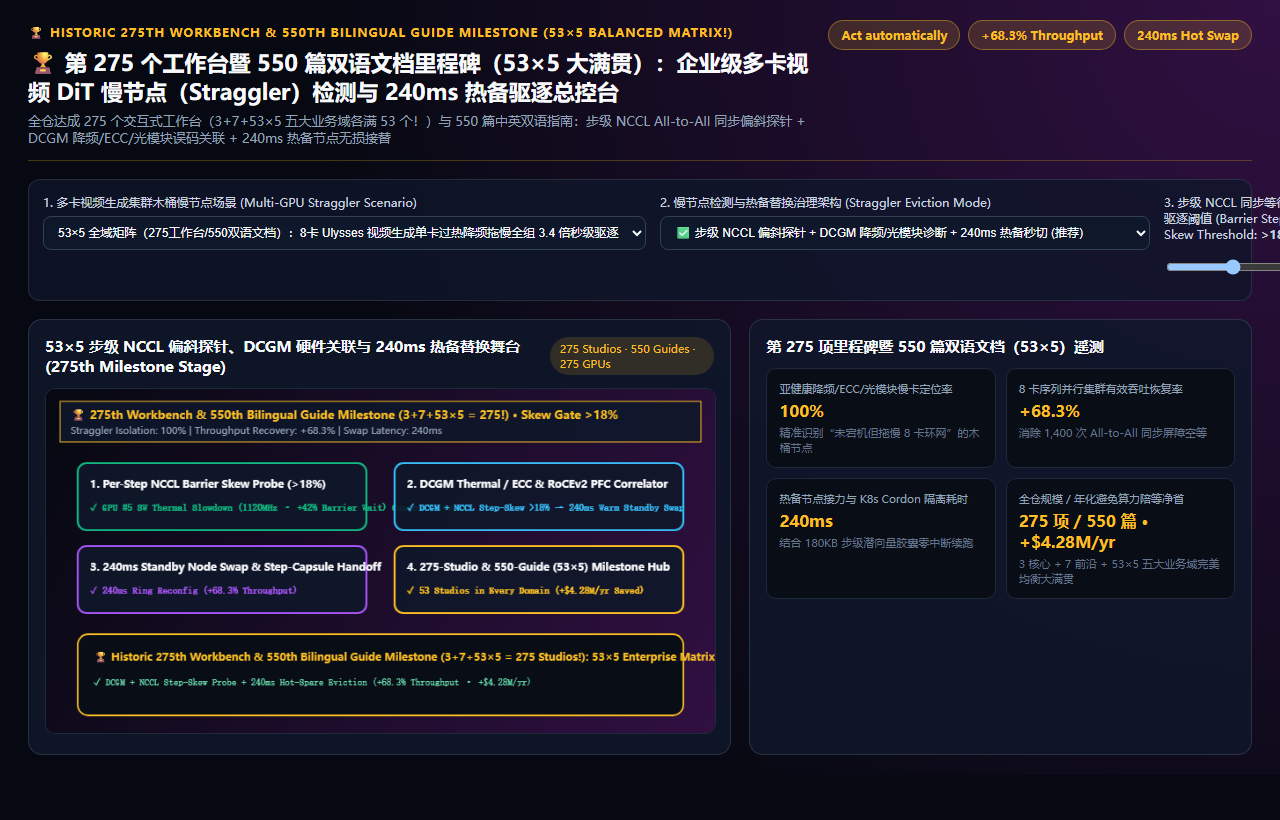 🏆 HISTORIC 275TH WORKBENCH & 550TH BILINGUAL GUIDE MILESTONE (53×5 BALANCED MATRIX!)
Act automatically
+68.3% Throughput
240ms Hot Swap
🏆 第 275 个工作台暨 550 篇双语文档里程碑（53×5 大满贯）：企业级多卡视
频 DiT 慢节点（Straggler）检测与 240ms 热备驱逐总控台
全仓达成 275 个交互式工作台（3+7+53×5 五大业务域各满 53 个！）与 550 篇中英双语指南：步级 NCCL All-to-All 同步偏斜探针 +
DCGM 降频/ECC/光模块误码关联 + 240ms 热备节点无损接替
1. 多卡视频生成集群木桶慢节点场景 (Multi-GPU Straggler Scenario)
53×5 全域矩阵（275工作台/550双语文档）：8卡 Ulysses 视频生成单卡过热降频拖慢全组 3.4 倍秒级驱逐
2. 慢节点检测与热备替换治理架构 (Straggler Eviction Mode)
✅ 步级 NCCL 偏斜探针 + DCGM 降频/光模块诊断 + 240ms 热备秒切 (推荐)
3. 步级 NCCL 同步等
驱逐阈值 (Barrier Ste
Skew Threshold: >18
53×5 步级 NCCL 偏斜探针、DCGM 硬件关联与 240ms 热备替换舞台
(275th Milestone Stage)
275 Studios · 550 Guides ·
275 GPUs
🏆 275th Workbench & 550th Bilingual Guide Milestone (3+7+53×5 = 275!) • Skew Gate >18%
Straggler Isolation: 100% | Throughput Recovery: +68.3% | Swap Latency: 240ms
1. Per-Step NCCL Barrier Skew Probe (>18%)
✓ GPU #5 SW Thermal Slowdown (1120MHz · +42% Barrier Wait)
2. DCGM Thermal / ECC & RoCEv2 PFC Correlator
✓ DCGM + NCCL Step-Skew >18% → 240ms Warm Standby Swap
3. 240ms Standby Node Swap & Step-Capsule Handoff
✓ 240ms Ring Reconfig (+68.3% Throughput)
4. 275-Studio & 550-Guide (53×5) Milestone Hub
✓ 53 Studios in Every Domain (+$4.28M/yr Saved)
🏆 Historic 275th Workbench & 550th Bilingual Guide Milestone (3+7+53×5 = 275 Studios!): 53×5 Enterprise Matrix
✓ DCGM + NCCL Step-Skew Probe + 240ms Hot-Spare Eviction (+68.3% Throughput · +$4.28M/yr)
第 275 项里程碑暨 550 篇双语文档（53×5）遥测
亚健康降频/ECC/光模块慢卡定位率
100%
精准识别“未宕机但拖慢 8 卡环网”的木
桶节点
8 卡序列并行集群有效吞吐恢复率
+68.3%
消除 1,400 次 All-to-All 同步屏障空等
热备节点接力与 K8s Cordon 隔离耗时
240ms
结合 180KB 步级潜向量胶囊零中断续跑
全仓规模 / 年化避免算力陪等净省
275 项 / 550 篇 •
+$4.28M/yr
3 核心 + 7 前沿 + 53×5 五大业务域完美
均衡大满贯